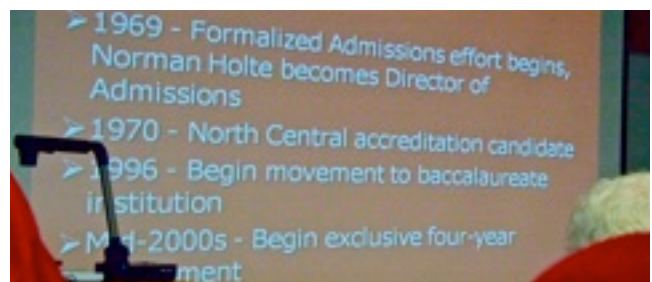 ➢ 1969 - Formalized Admissions effort begins,
Norman Holte becomes Director of
Admissions
➢ 1970 - North Central accreditation candidate
➢ 1996 - Begin movement to baccalaureate
institution
➢ Mid-2000s - Begin exclusive four-year